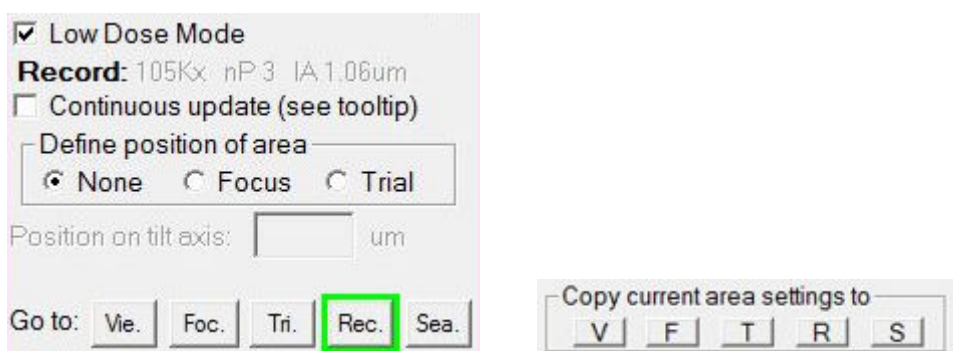 Low Dose Mode
Record: 105Kx nP 3 IA 1.06um
Continuous update (see tooltip)
Define position of area
None Focus Trial
Position on tilt axis: um
Go to: Vie. Foc. Tri. Rec. Sea.
Copy current area settings to
V F T R S